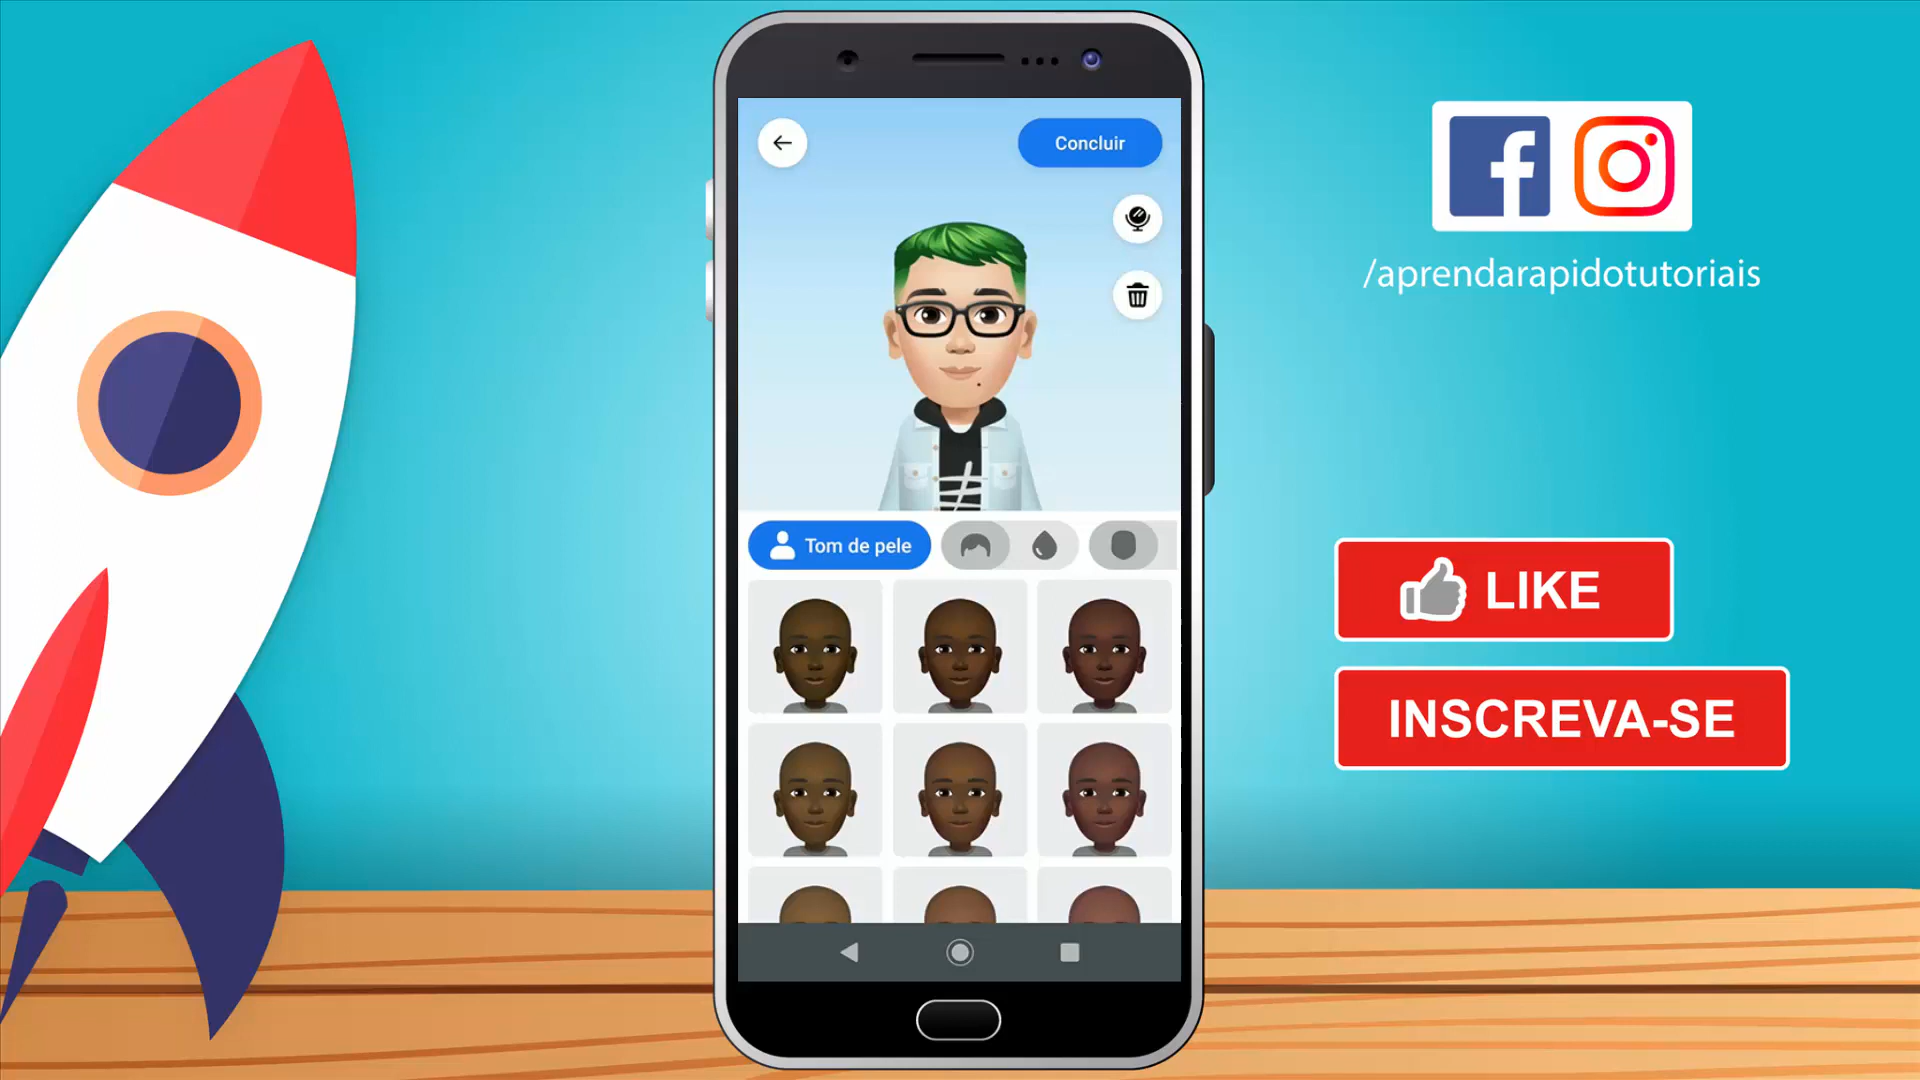 Concluir
/aprendarapidotutoriais
Tom de pele
LIKE
INSCREVA-SE